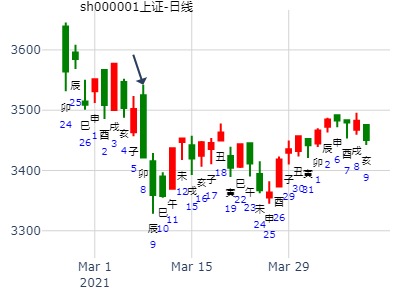 sh000001上证-日线
3600
3500
3400
3300
卯
24
辰
25
巳
26
申
1
酉
2
戌
3
亥
4
子
5
卯
8
辰
9
巳
10
午
11
未
12
戌
15
亥
16
子
17
丑
18
寅
19
巳
22
午
23
未
24
申
25
酉
26
子
29
丑
30
寅
31
卯
1
辰
2
申
6
酉
7
戌
8
亥
9
Mar 1
2021
Mar 15
Mar 29